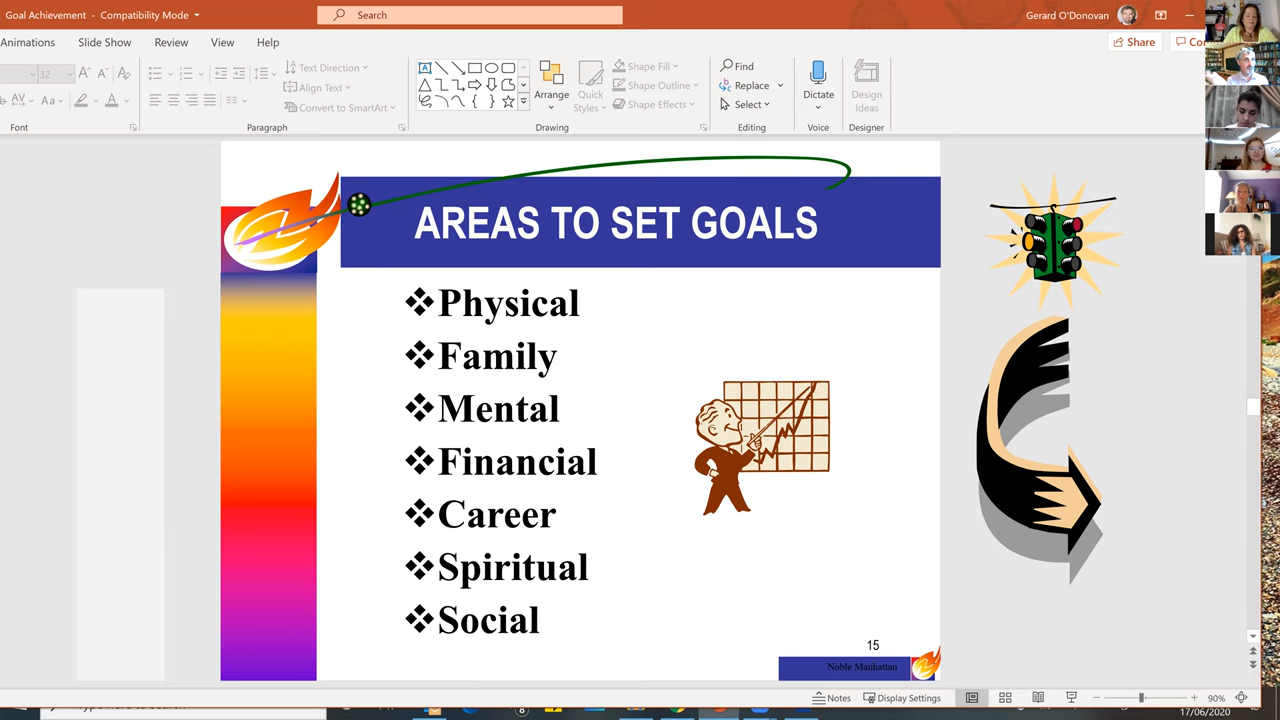 Goal Achievement - Compatibility Mode
Search
Gerard O'Donovan
Animations
Slide Show
Review
View
Help
Share
32
Text Direction
Align Text
Convert to SmartArt
Shape Fill
Shape Outline
Shape Effects
Arrange
Quick Styles
Find
Replace
Select
Dictate
Design Ideas
Font
Paragraph
Drawing
Editing
Voice
Designer
AREAS TO SET GOALS
❖Physical
❖Family
❖Mental
❖Financial
❖Career
❖Spiritual
❖Social
15
Noble Manhattan
Notes
Display Settings
90%
17/06/2020